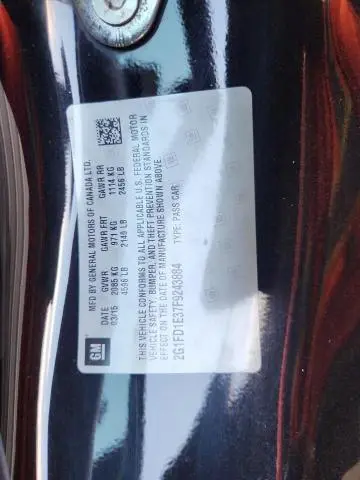 GM
MFD BY GENERAL MOTORS OF CANADA LTD.
DATE GVWR GAWR FRT GAWR RR
03/15 2085 KG 971 KG 1114 KG
4596 LB 2140 LB 2456 LB
THIS VEHICLE CONFORMS TO ALL APPLICABLE U.S. FEDERAL MOTOR
VEHICLE SAFETY, BUMPER, AND THEFT PREVENTION STANDARDS IN
EFFECT ON THE DATE OF MANUFACTURE SHOWN ABOVE.
2G1FD1E37F9243884 TYPE: PASS CAR